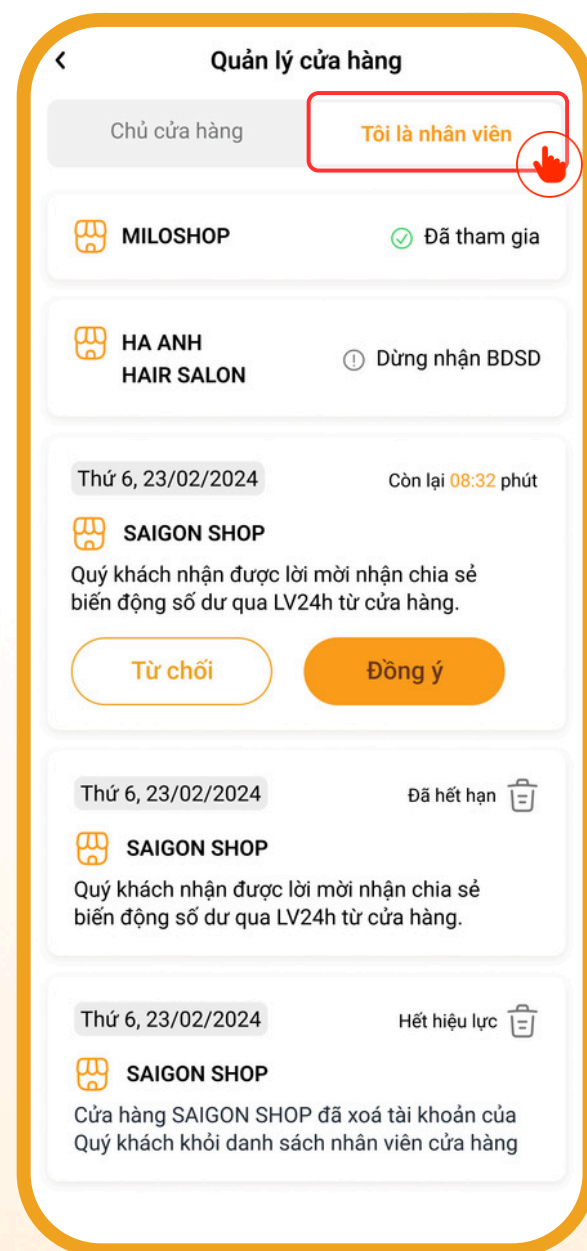 Quản lý cửa hàng
Chủ cửa hàng
Tôi là nhân viên
MILOSHOP
Đã tham gia
HA ANH
HAIR SALON
Dừng nhận BDSD
Thứ 6, 23/02/2024
Còn lại 08:32 phút
SAIGON SHOP
Quý khách nhận được lời mời nhận chia sẻ
biến động số dư qua LV24h từ cửa hàng.
Từ chối
Đồng ý
Thứ 6, 23/02/2024
Đã hết hạn
SAIGON SHOP
Quý khách nhận được lời mời nhận chia sẻ
biến động số dư qua LV24h từ cửa hàng.
Thứ 6, 23/02/2024
Hết hiệu lực
SAIGON SHOP
Cửa hàng SAIGON SHOP đã xoá tài khoản của
Quý khách khỏi danh sách nhân viên cửa hàng